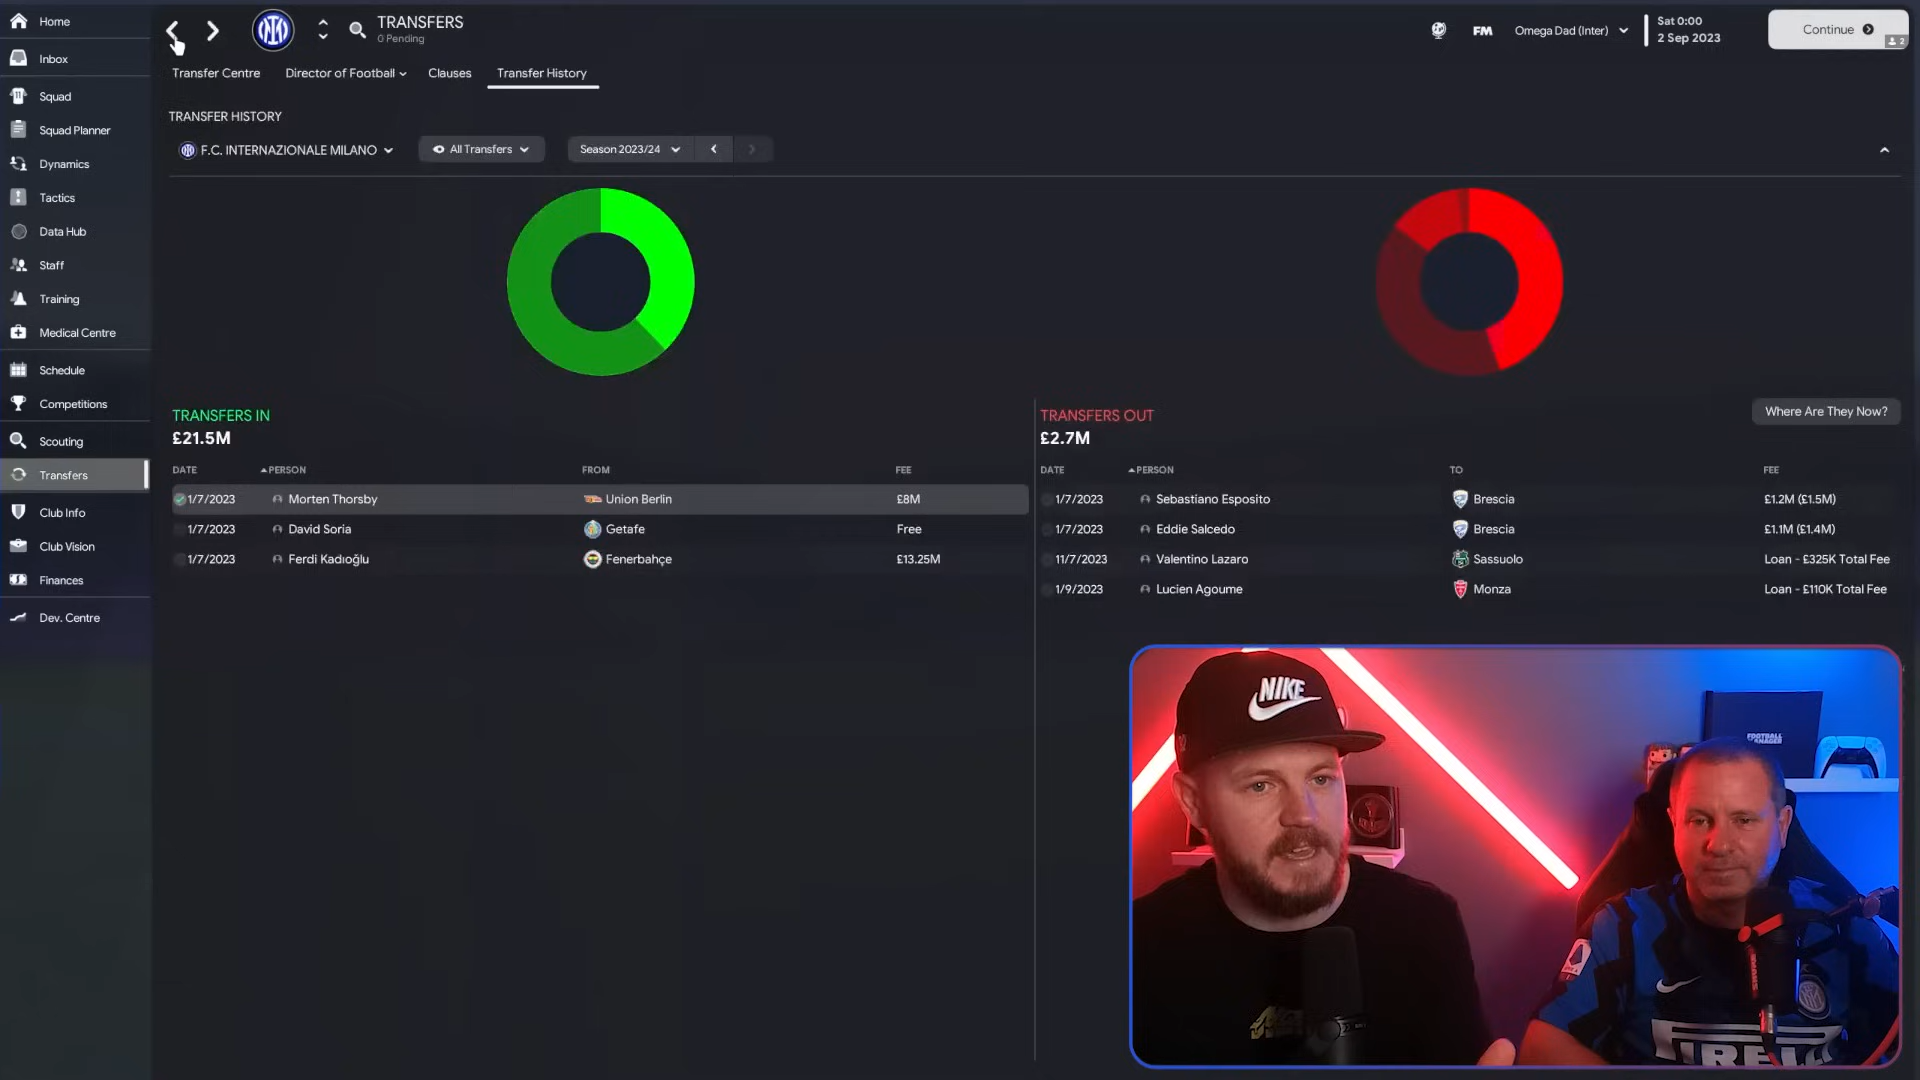 Home
Inbox
Squad
Squad Planner
Dynamics
Tactics
Data Hub
Staff
Training
Medical Centre
Schedule
Competitions
Scouting
Transfers
Club Info
Club Vision
Finances
Dev. Centre
TRANSFERS
0 Pending
FM
Omega Dad (Inter)
Sat 0:00
2 Sep 2023
Continue
2
Transfer Centre
Director of Football
Clauses
Transfer History
TRANSFER HISTORY
F.C. INTERNAZIONALE MILANO
All Transfers
Season 2023/24
TRANSFERS IN
£21.5M
DATE PERSON FROM FEE
1/7/2023 Morten Thorsby Union Berlin £8M
1/7/2023 David Soria Getafe Free
1/7/2023 Ferdi Kadıoğlu Fenerbahçe £13.25M
TRANSFERS OUT
£2.7M
Where Are They Now?
DATE PERSON TO FEE
1/7/2023 Sebastiano Esposito Brescia £1.2M (£1.5M)
1/7/2023 Eddie Salcedo Brescia £1.1M (£1.4M)
11/7/2023 Valentino Lazaro Sassuolo Loan - £325K Total Fee
1/9/2023 Lucien Agoume Monza Loan - £110K Total Fee
NIKE
FOOTBALL
MANAGER
PIRELLI